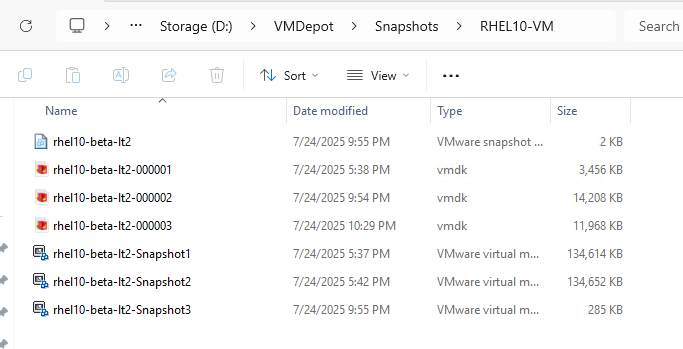 Storage (D:) VMDepot Snapshots RHEL10-VM Search
Sort View
Name Date modified Type Size
rhel10-beta-lt2 7/24/2025 9:55 PM VMware snapshot ... 2 KB
rhel10-beta-lt2-000001 7/24/2025 5:38 PM vmdk 3,456 KB
rhel10-beta-lt2-000002 7/24/2025 9:54 PM vmdk 14,208 KB
rhel10-beta-lt2-000003 7/24/2025 10:29 PM vmdk 11,968 KB
rhel10-beta-lt2-Snapshot1 7/24/2025 5:37 PM VMware virtual m... 134,614 KB
rhel10-beta-lt2-Snapshot2 7/24/2025 5:42 PM VMware virtual m... 134,652 KB
rhel10-beta-lt2-Snapshot3 7/24/2025 9:55 PM VMware virtual m... 285 KB